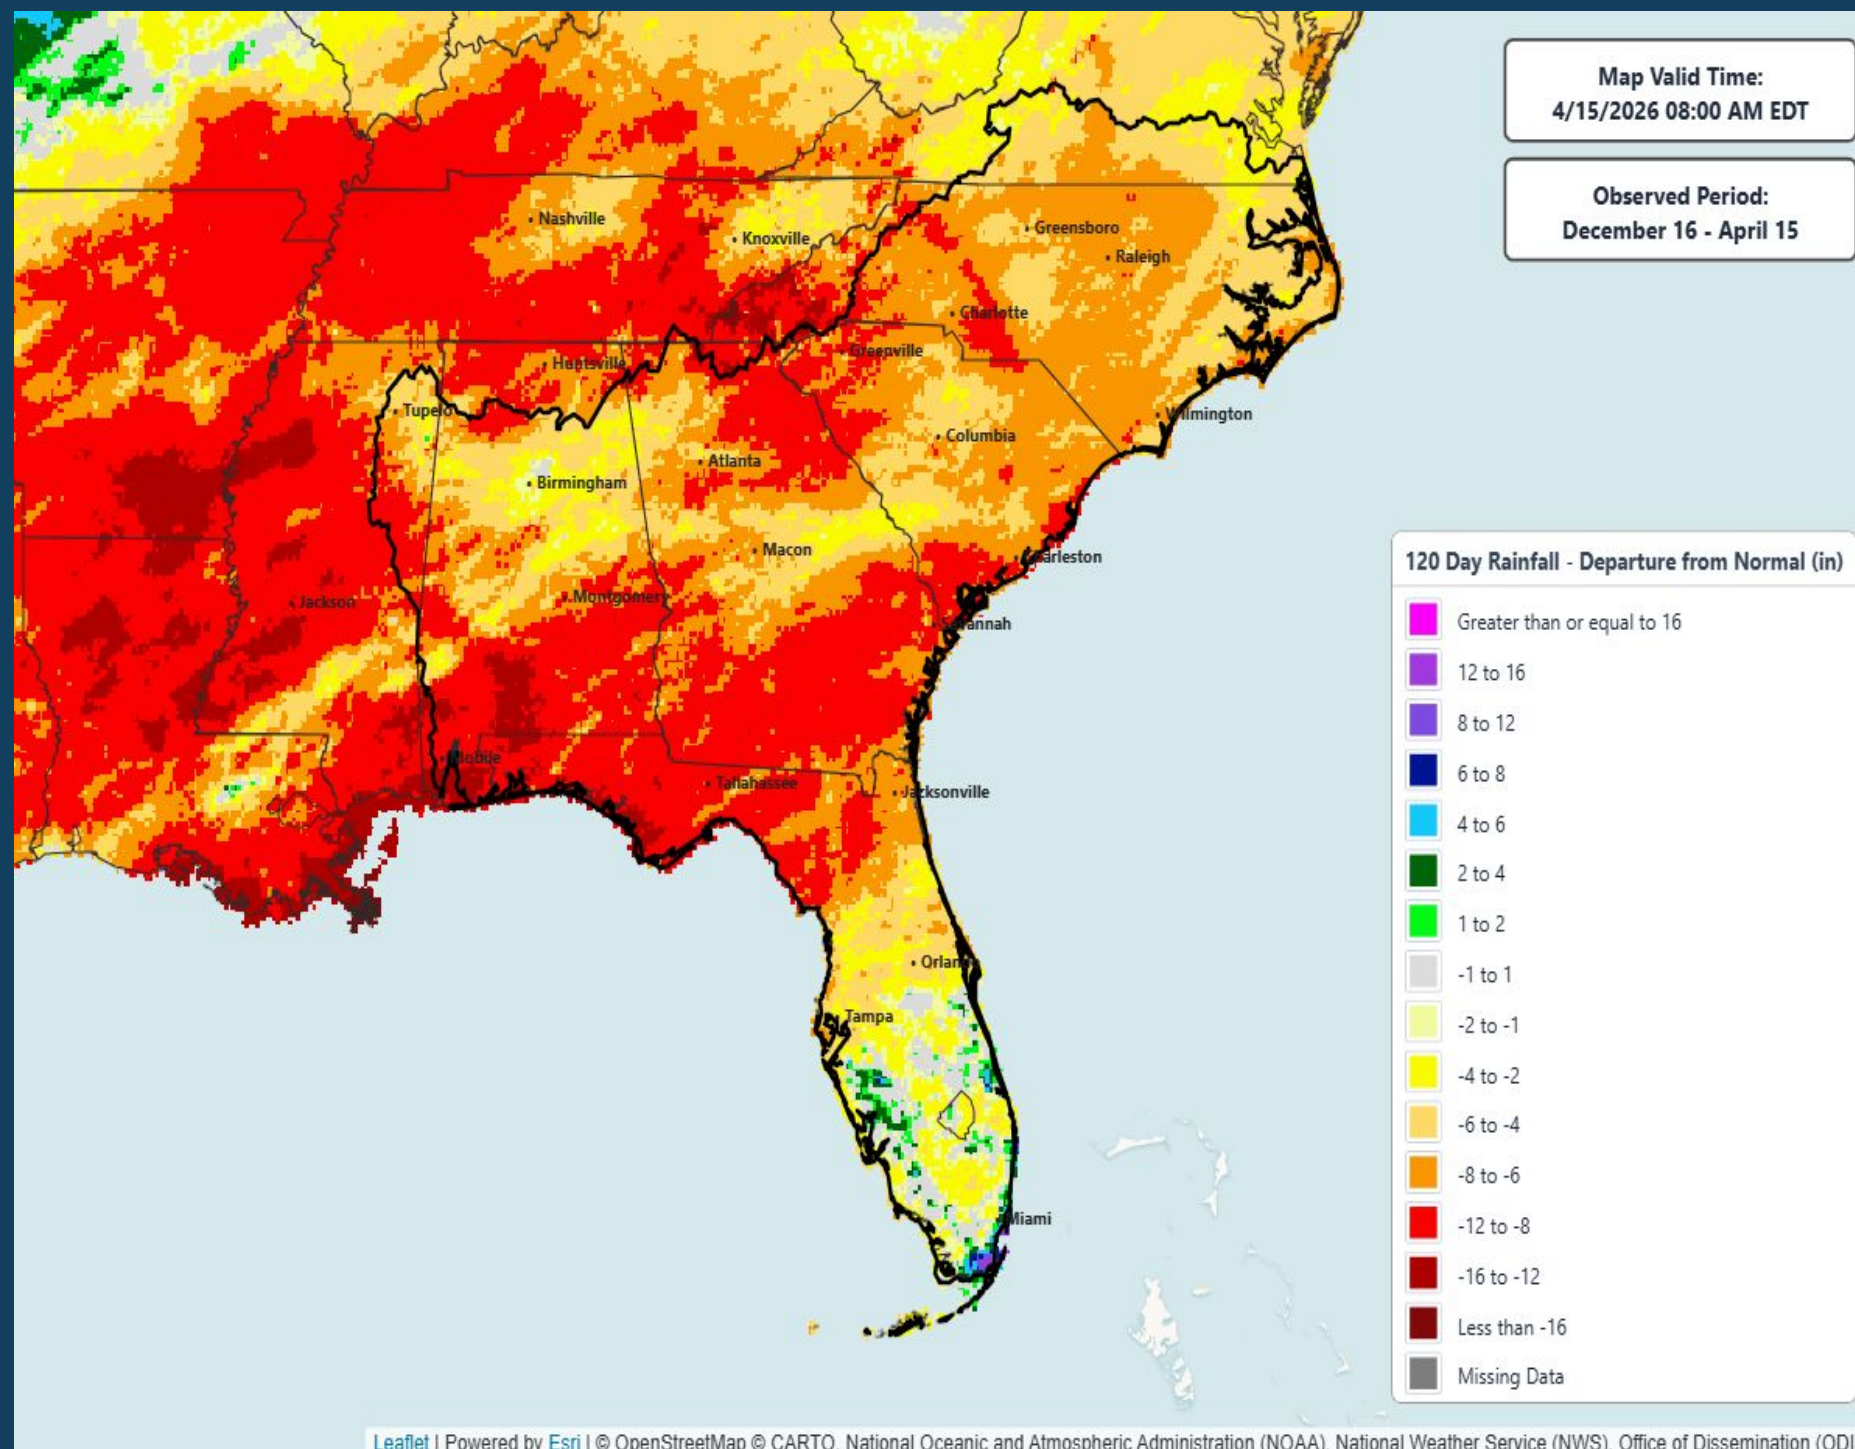 Map Valid Time:
4/15/2026 08:00 AM EDT
Observed Period:
December 16 - April 15
Nashville
Knoxville
Greensboro
Raleigh
Charlotte
Huntsville
Greenville
Tupelo
Wilmington
Columbia
Atlanta
Birmingham
Macon
Charleston
Jackson
Montgomery
Savannah
Mobile
Tallahassee
Jacksonville
Orlando
Tampa
Miami
120 Day Rainfall - Departure from Normal (in)
Greater than or equal to 16
12 to 16
8 to 12
6 to 8
4 to 6
2 to 4
1 to 2
-1 to 1
-2 to -1
-4 to -2
-6 to -4
-8 to -6
-12 to -8
-16 to -12
Less than -16
Missing Data
Leaflet | Powered by Esri | © OpenStreetMap © CARTO, National Oceanic and Atmospheric Administration (NOAA), National Weather Service (NWS), Office of Dissemination (ODI